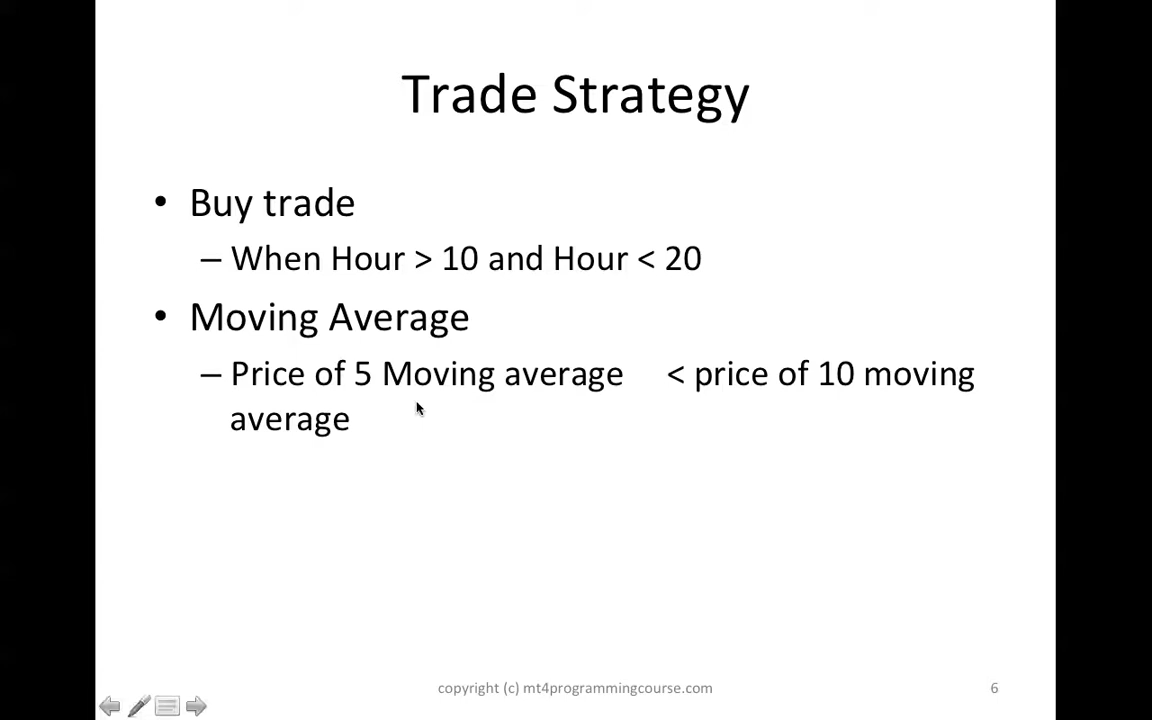 Trade Strategy
• Buy trade
– When Hour > 10 and Hour < 20
• Moving Average
– Price of 5 Moving average < price of 10 moving
average
copyright (c) mt4programmingcourse.com
6